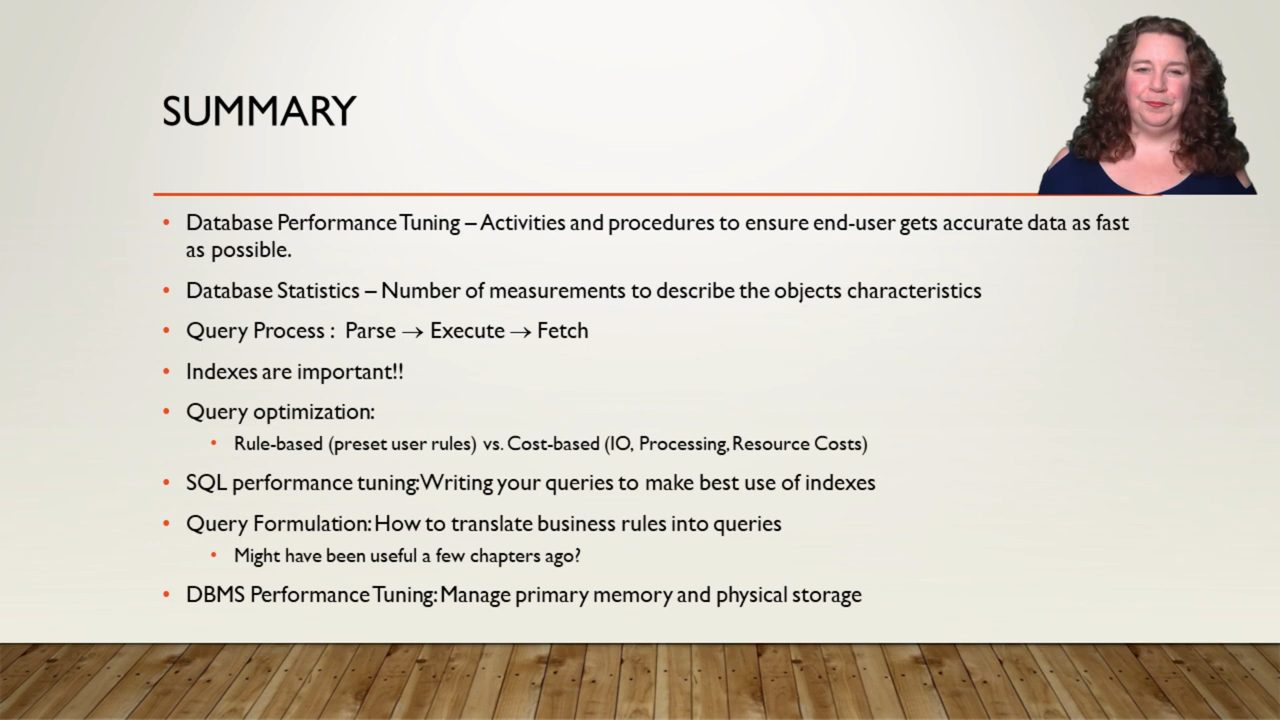 SUMMARY
Database Performance Tuning – Activities and procedures to ensure end-user gets accurate data as fast
as possible.
Database Statistics – Number of measurements to describe the objects characteristics
Query Process : Parse → Execute → Fetch
Indexes are important!!
Query optimization:
Rule-based (preset user rules) vs. Cost-based (IO, Processing, Resource Costs)
SQL performance tuning: Writing your queries to make best use of indexes
Query Formulation: How to translate business rules into queries
Might have been useful a few chapters ago?
DBMS Performance Tuning: Manage primary memory and physical storage